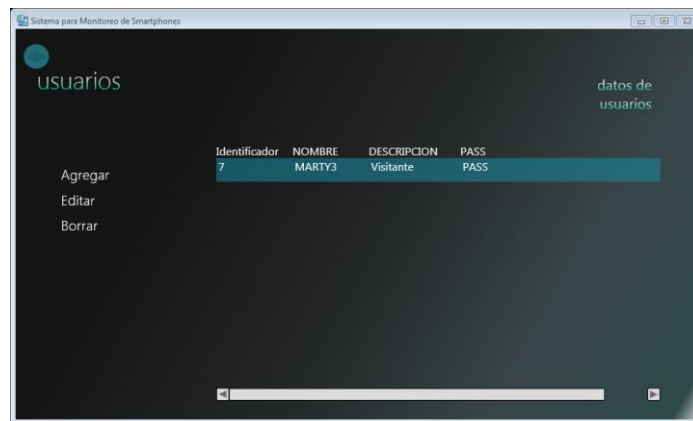 Sistema para Monitoreo de Smartphones
usuarios
datos de
usuarios
Identificador NOMBRE DESCRIPCION PASS
7 MARTY3 Visitante PASS
Agregar
Editar
Borrar